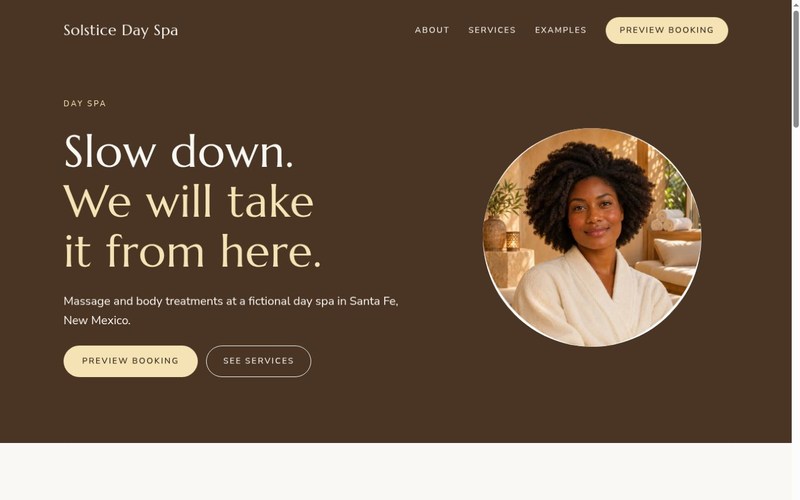 Solstice Day Spa
ABOUT
SERVICES
EXAMPLES
PREVIEW BOOKING
DAY SPA
Slow down.
We will take
it from here.
Massage and body treatments at a fictional day spa in Santa Fe,
New Mexico.
PREVIEW BOOKING
SEE SERVICES